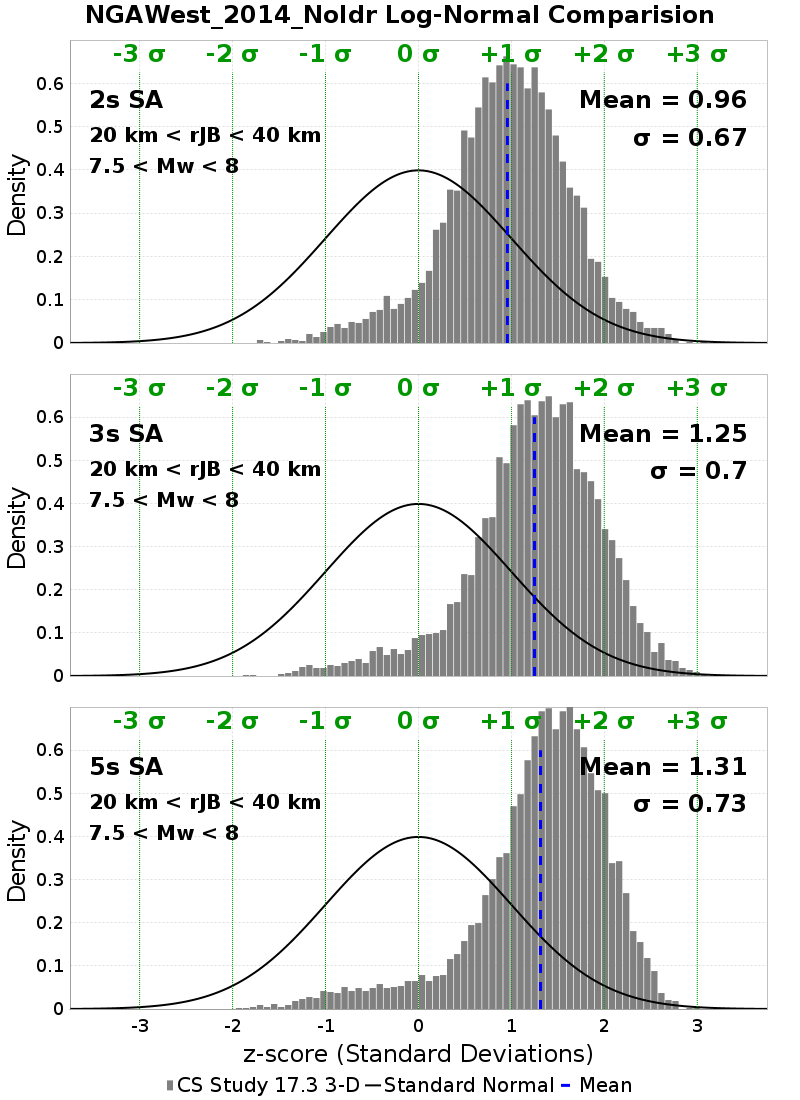 NGAWest_2014_NoIdr Log-Normal Comparision
-3 σ -2 σ -1 σ 0 σ +1 σ +2 σ +3 σ
0.6
2s SA Mean = 0.96
0.5
20 km < rJB < 40 km σ = 0.67
7.5 < Mw < 8
0.4
Density
0.3
0.2
0.1
0
-3 σ -2 σ -1 σ 0 σ +1 σ +2 σ +3 σ
0.6
3s SA Mean = 1.25
0.5
20 km < rJB < 40 km σ = 0.7
7.5 < Mw < 8
0.4
Density
0.3
0.2
0.1
0
-3 σ -2 σ -1 σ 0 σ +1 σ +2 σ +3 σ
0.6
5s SA Mean = 1.31
0.5
20 km < rJB < 40 km σ = 0.73
7.5 < Mw < 8
0.4
Density
0.3
0.2
0.1
0
-3 -2 -1 0 1 2 3
z-score (Standard Deviations)
CS Study 17.3 3-D Standard Normal Mean